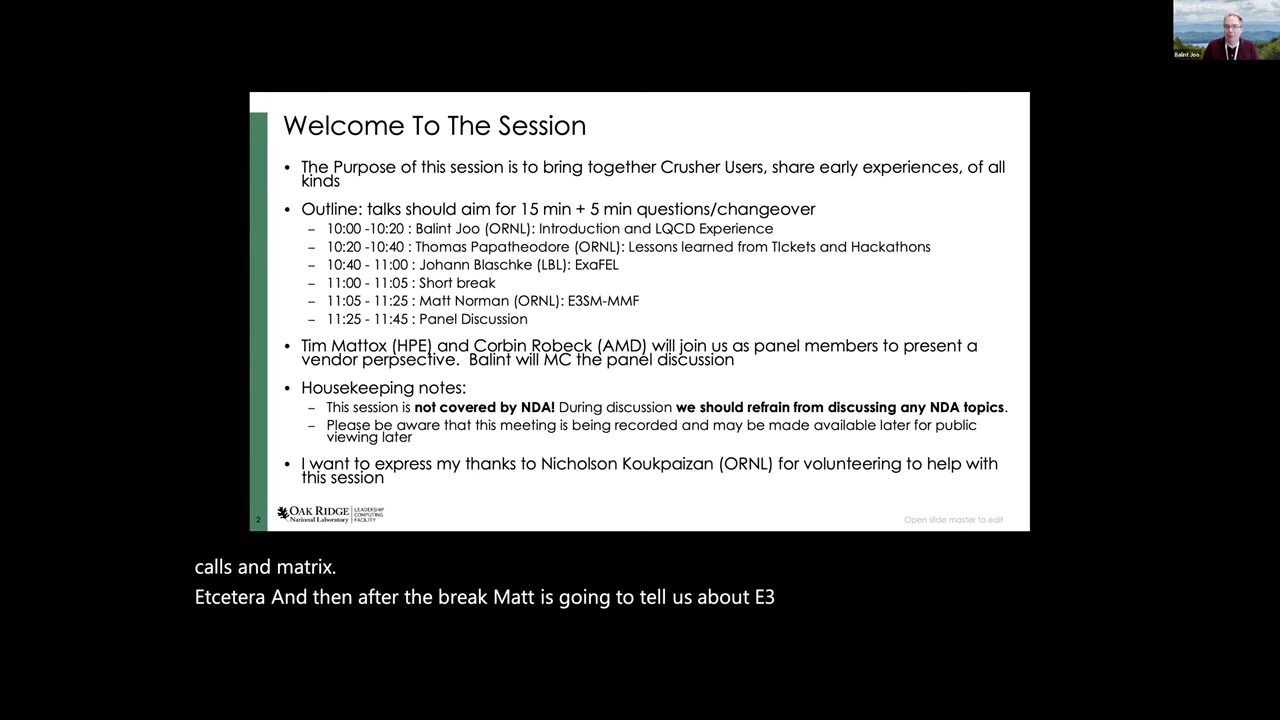 Balint Joo
Welcome To The Session
• The Purpose of this session is to bring together Crusher Users, share early experiences, of all
kinds
• Outline: talks should aim for 15 min + 5 min questions/changeover
– 10:00 -10:20 : Balint Joo (ORNL): Introduction and LQCD Experience
– 10:20 -10:40 : Thomas Papatheodore (ORNL): Lessons learned from TIckets and Hackathons
– 10:40 - 11:00 : Johann Blaschke (LBL): ExaFEL
– 11:00 - 11:05 : Short break
– 11:05 - 11:25 : Matt Norman (ORNL): E3SM-MMF
– 11:25 - 11:45 : Panel Discussion
• Tim Mattox (HPE) and Corbin Robeck (AMD) will join us as panel members to present a
vendor perpsective. Balint will MC the panel discussion
• Housekeeping notes:
– This session is not covered by NDA! During discussion we should refrain from discussing any NDA topics.
– Please be aware that this meeting is being recorded and may be made available later for public
viewing later
• I want to express my thanks to Nicholson Koukpaizan (ORNL) for volunteering to help with
this session
2
OAK RIDGE
National Laboratory
LEADERSHIP
COMPUTING
FACILITY
Open slide master to edit
calls and matrix.
Etcetera And then after the break Matt is going to tell us about E3